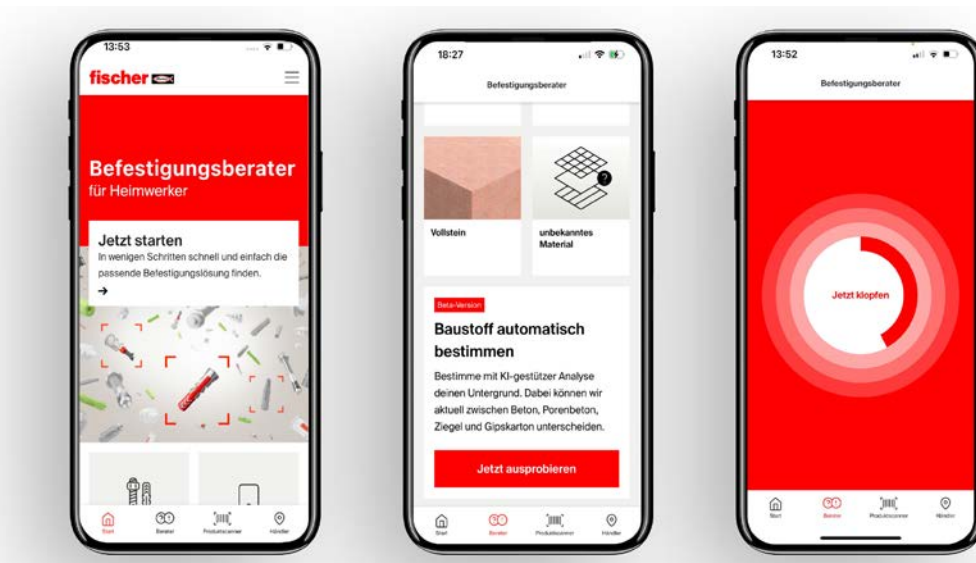 13:53
fischer
Befestigungsberater
für Heimwerker
Jetzt starten
In wenigen Schritten schnell und einfach die
passende Befestigungslösung finden.
→
Start
Berater
Produktscanner
Händler
18:27
Befestigungsberater
Vollstein
unbekanntes
Material
?
Beta-Version
Baustoff automatisch
bestimmen
Bestimme mit KI-gestützer Analyse
deinen Untergrund. Dabei können wir
aktuell zwischen Beton, Porenbeton,
Ziegel und Gipskarton unterscheiden.
Jetzt ausprobieren
Start
Berater
Produktscanner
Händler
13:52
Befestigungsberater
Jetzt klopfen
Start
Berater
Produktscanner
Händler